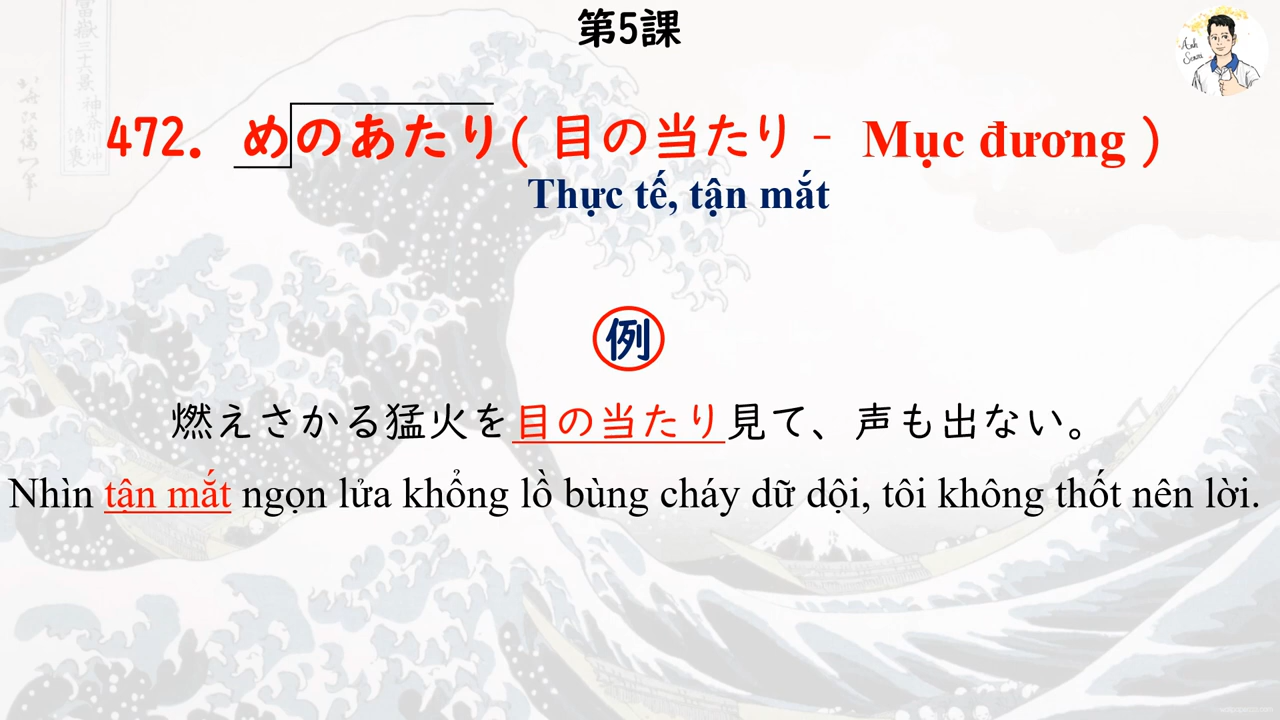 第5課
Anh Sensei
472. めのあたり( 目の当たり - Mục đương )
Thực tế, tận mắt
例
燃えさかる猛火を目の当たり見て、声も出ない。
Nhìn tận mắt ngọn lửa khổng lồ bùng cháy dữ dội, tôi không thốt nên lời.